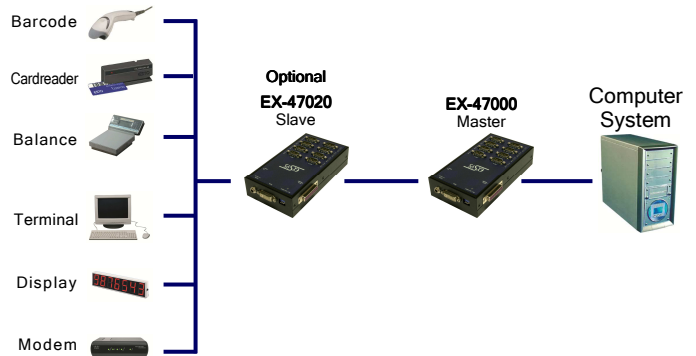 Barcode
Cardreader
Balance
Terminal
Display
Modem
Optional
EX-47020
Slave
EX-47000
Master
Computer
System